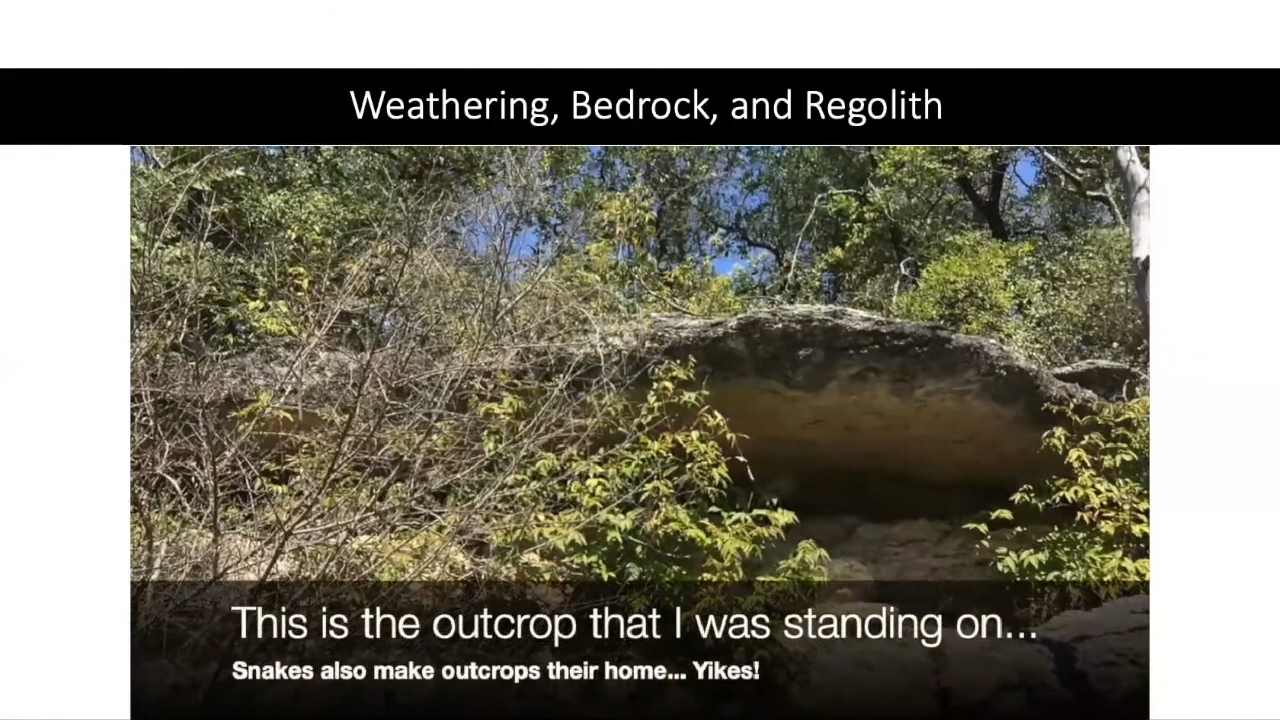 Weathering, Bedrock, and Regolith
This is the outcrop that I was standing on...
Snakes also make outcrops their home... Yikes!